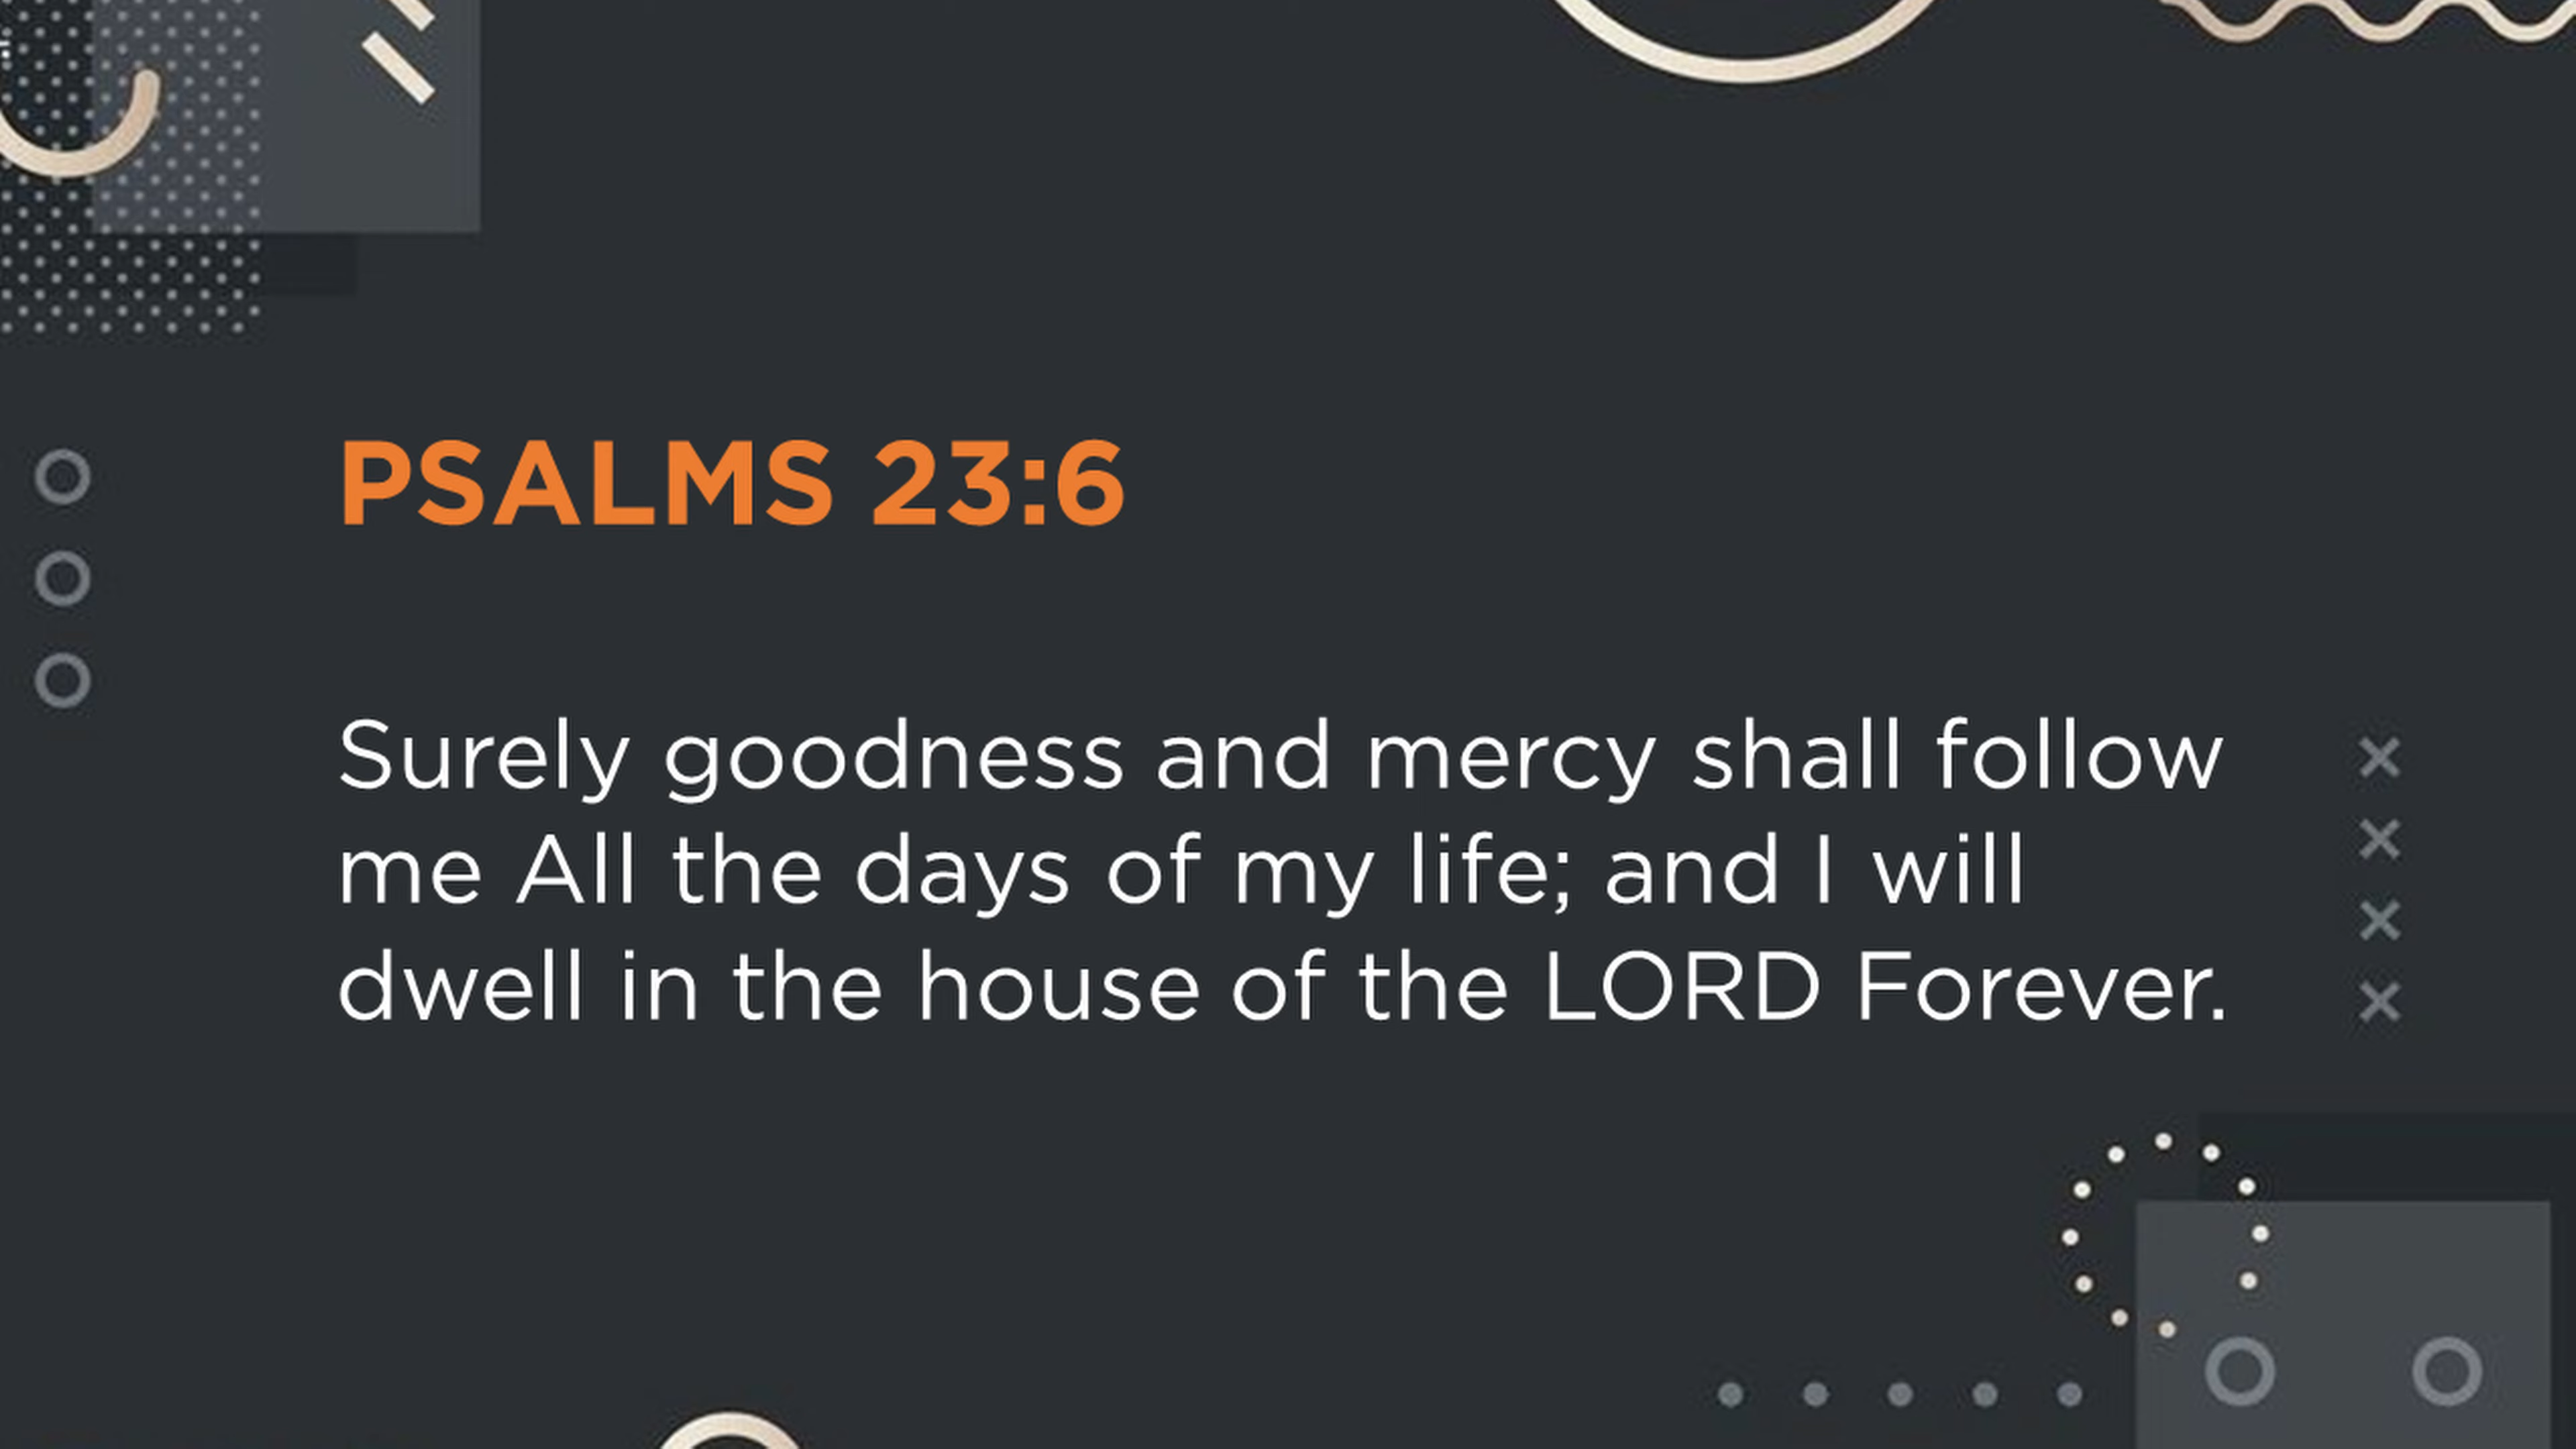 PSALMS 23:6
Surely goodness and mercy shall follow
me All the days of my life; and I will
dwell in the house of the LORD Forever.